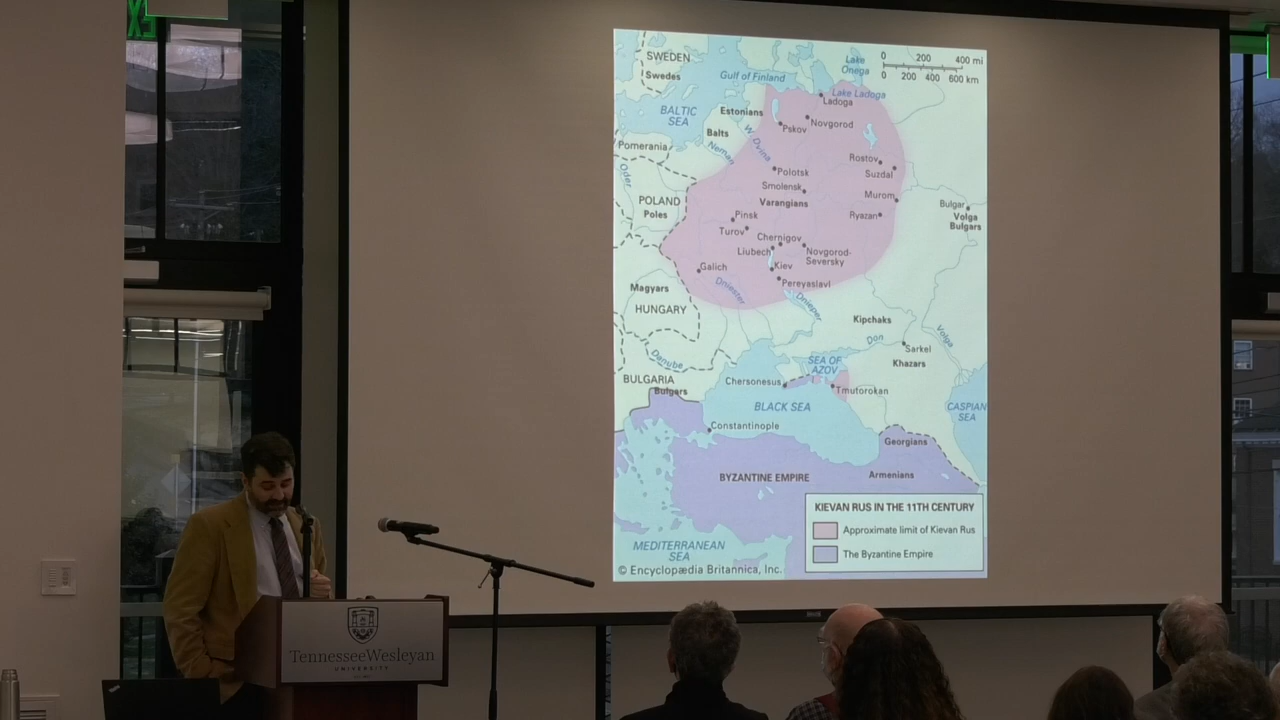 SWEDEN
Swedes
Gulf of Finland
Lake
Onega
0 200 400 mi
0 200 400 600 km
Lake Ladoga
Ladoga
BALTIC
SEA
Estonians
Pskov
Novgorod
Balts
W. Dvina
Neman
Pomerania
Oder
Rostov
Suzdal
Polotsk
Smolensk
Varangians
Murom
Ryazan
Bulgar
Volga
Bulgars
POLAND
Poles
Pinsk
Turov
Chernigov
Liubech
Novgorod-
Seversky
Galich
Kiev
Pereyaslavl
Dniester
Dnieper
Magyars
HUNGARY
Kipchaks
Don
Volga
Sarkel
Khazars
Danube
SEA OF
AZOV
BULGARIA
Bulgers
Chersonesus
Tmutorokan
BLACK SEA
CASPIAN
SEA
Constantinople
Georgians
BYZANTINE EMPIRE
Armenians
KIEVAN RUS IN THE 11TH CENTURY
Approximate limit of Kievan Rus
The Byzantine Empire
MEDITERRANEAN
SEA
© Encyclopædia Britannica, Inc.
TennesseeWesleyan
UNIVERSITY